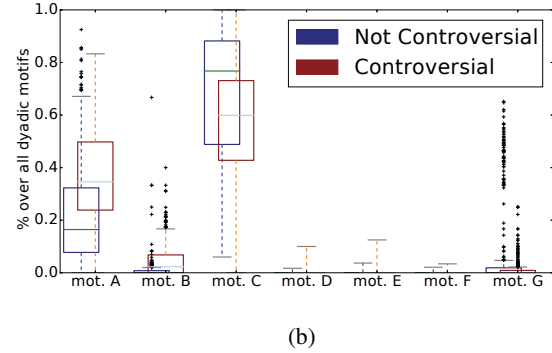 % over all dyadic motifs
1.0
0.8
0.6
0.4
0.2
0.0
Not Controversial
Controversial
mot. A mot. B mot. C mot. D mot. E mot. F mot. G
(b)